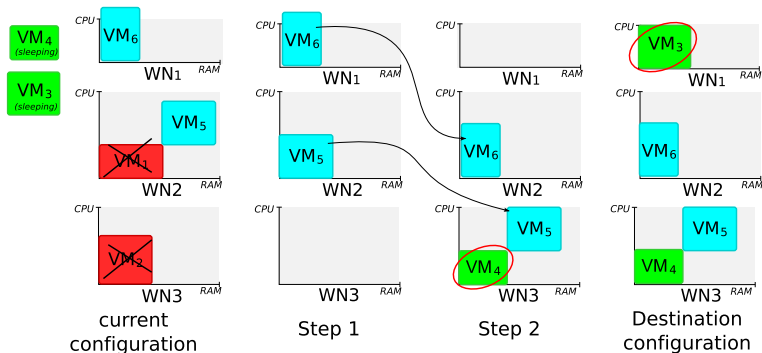 VM4
(sleeping)
VM3
(sleeping)
CPU
VM6
RAM
WN1
CPU
VM5
VM1
RAM
WN2
CPU
VM2
RAM
WN3
current
configuration
CPU
VM6
RAM
WN1
CPU
VM5
RAM
WN2
CPU
RAM
WN3
Step 1
CPU
RAM
WN1
CPU
VM6
RAM
WN2
CPU
VM5
VM4
RAM
WN3
Step 2
CPU
VM3
RAM
WN1
CPU
VM6
RAM
WN2
CPU
VM5
VM4
RAM
WN3
Destination
configuration